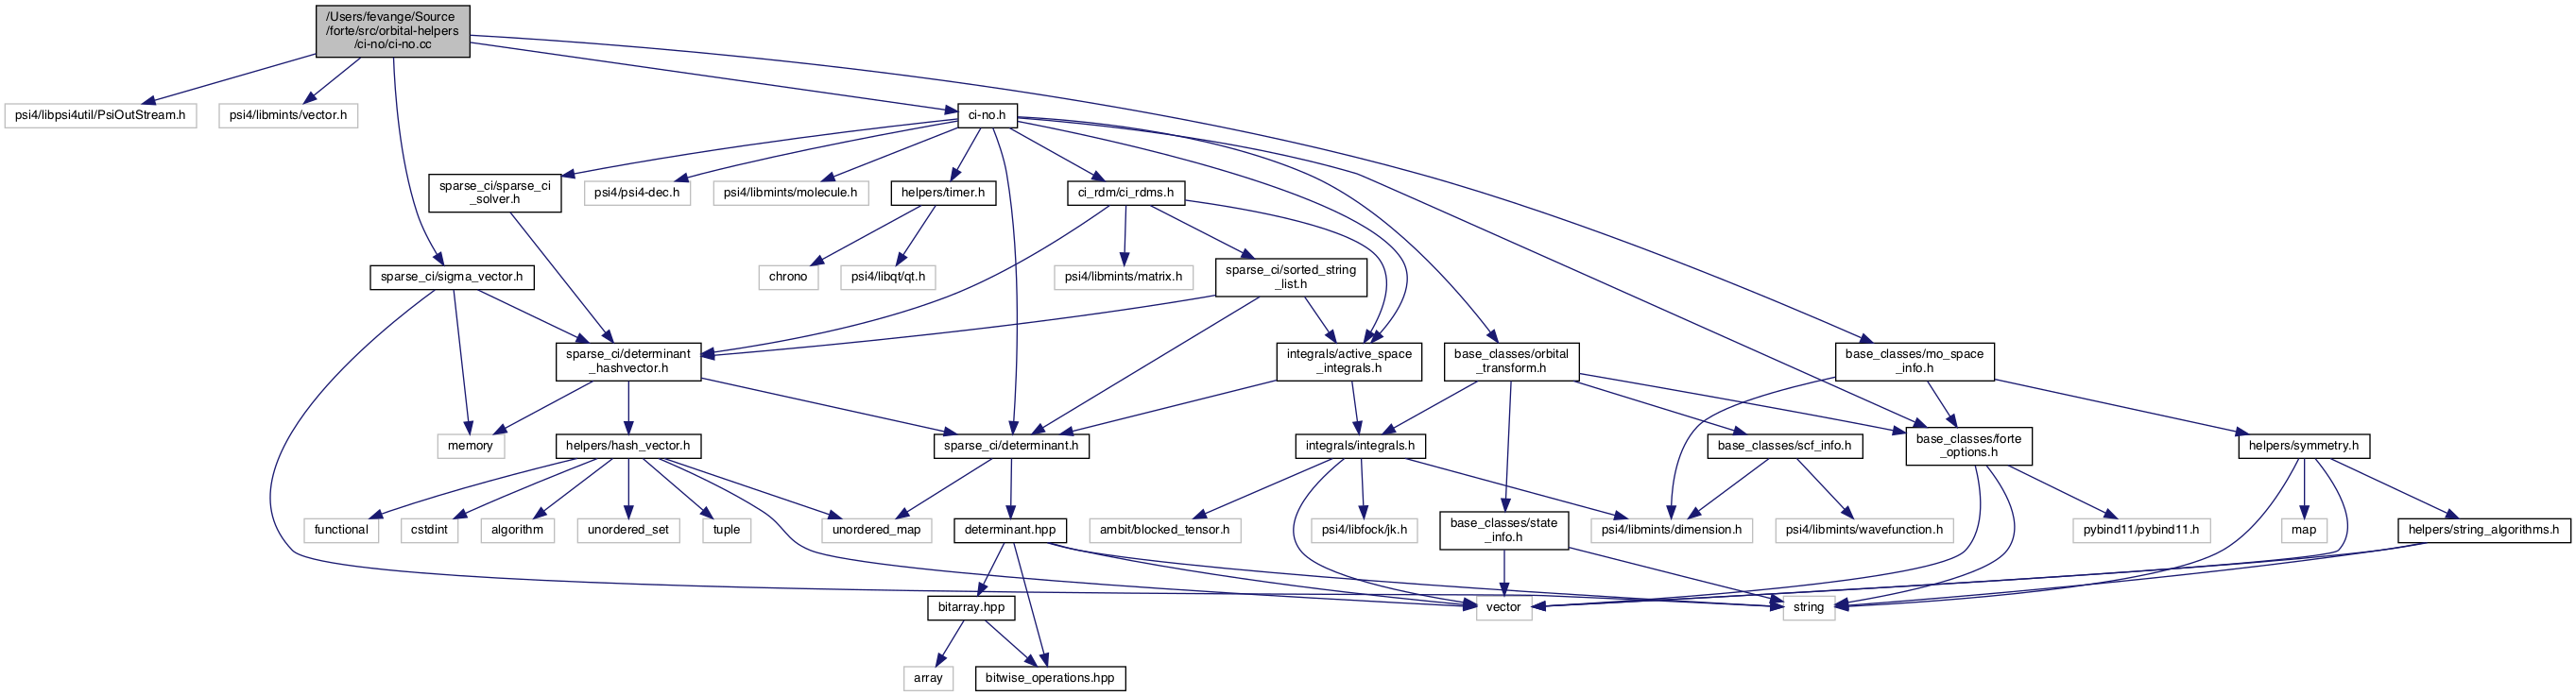 /Users/fevange/Source
/forte/src/orbital-helpers
/ci-no/ci-no.cc
psi4/libpsi4util/PsiOutStream.h
psi4/libmints/vector.h
ci-no.h
sparse_ci/sparse_ci
_solver.h
psi4/psi4-dec.h
psi4/libmints/molecule.h
helpers/timer.h
ci_rdm/ci_rdms.h
sparse_ci/sigma_vector.h
chrono
psi4/libqt/qt.h
psi4/libmints/matrix.h
sparse_ci/sorted_string
_list.h
sparse_ci/determinant
_hashvector.h
integrals/active_space
_integrals.h
base_classes/orbital
_transform.h
base_classes/mo_space
_info.h
memory
helpers/hash_vector.h
sparse_ci/determinant.h
integrals/integrals.h
base_classes/scf_info.h
base_classes/forte
_options.h
helpers/symmetry.h
functional
cstdint
algorithm
unordered_set
tuple
unordered_map
determinant.hpp
ambit/blocked_tensor.h
psi4/libfock/jk.h
base_classes/state
_info.h
psi4/libmints/dimension.h
psi4/libmints/wavefunction.h
pybind11/pybind11.h
map
helpers/string_algorithms.h
bitarray.hpp
vector
string
array
bitwise_operations.hpp